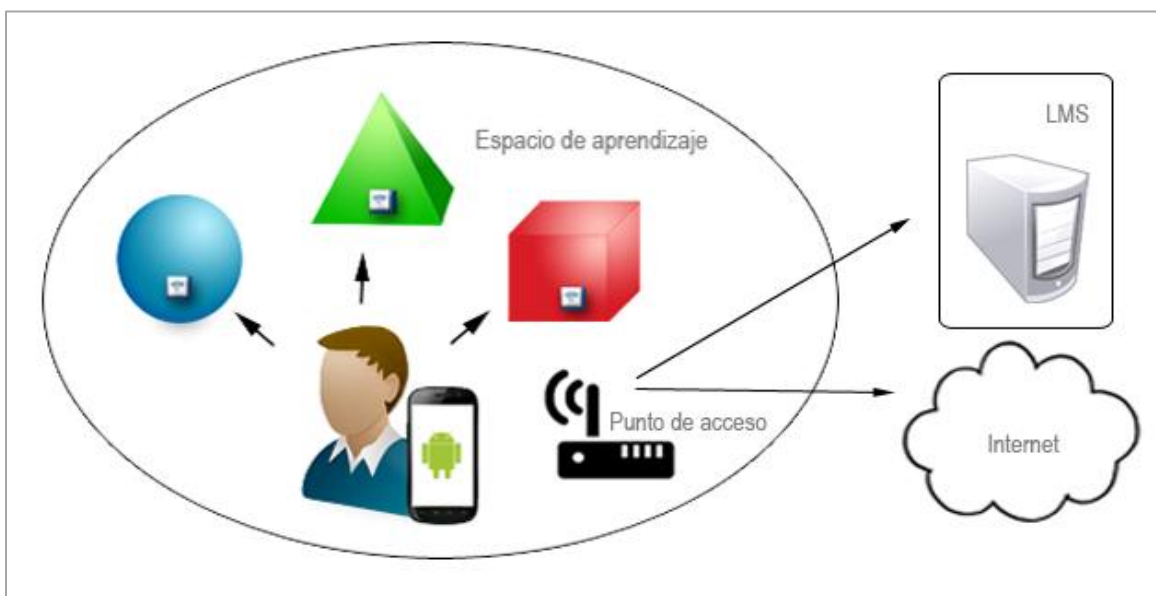 Espacio de aprendizaje
LMS
Punto de acceso
Internet